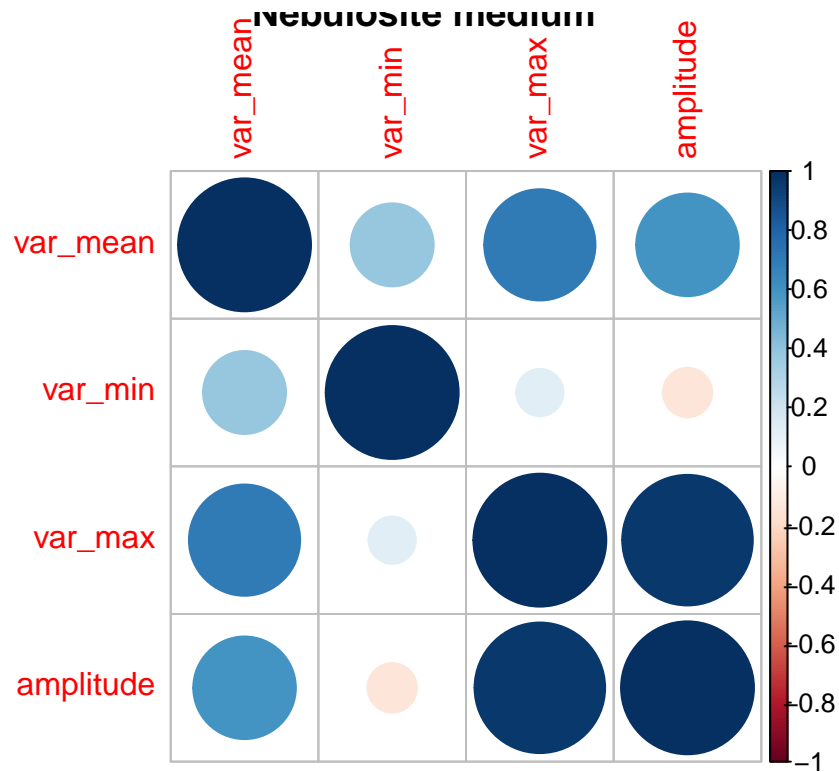 Nebulosite medium
var_mean
var_min
var_max
amplitude
var_mean
var_min
var_max
amplitude
1
0.8
0.6
0.4
0.2
0
−0.2
−0.4
−0.6
−0.8
−1